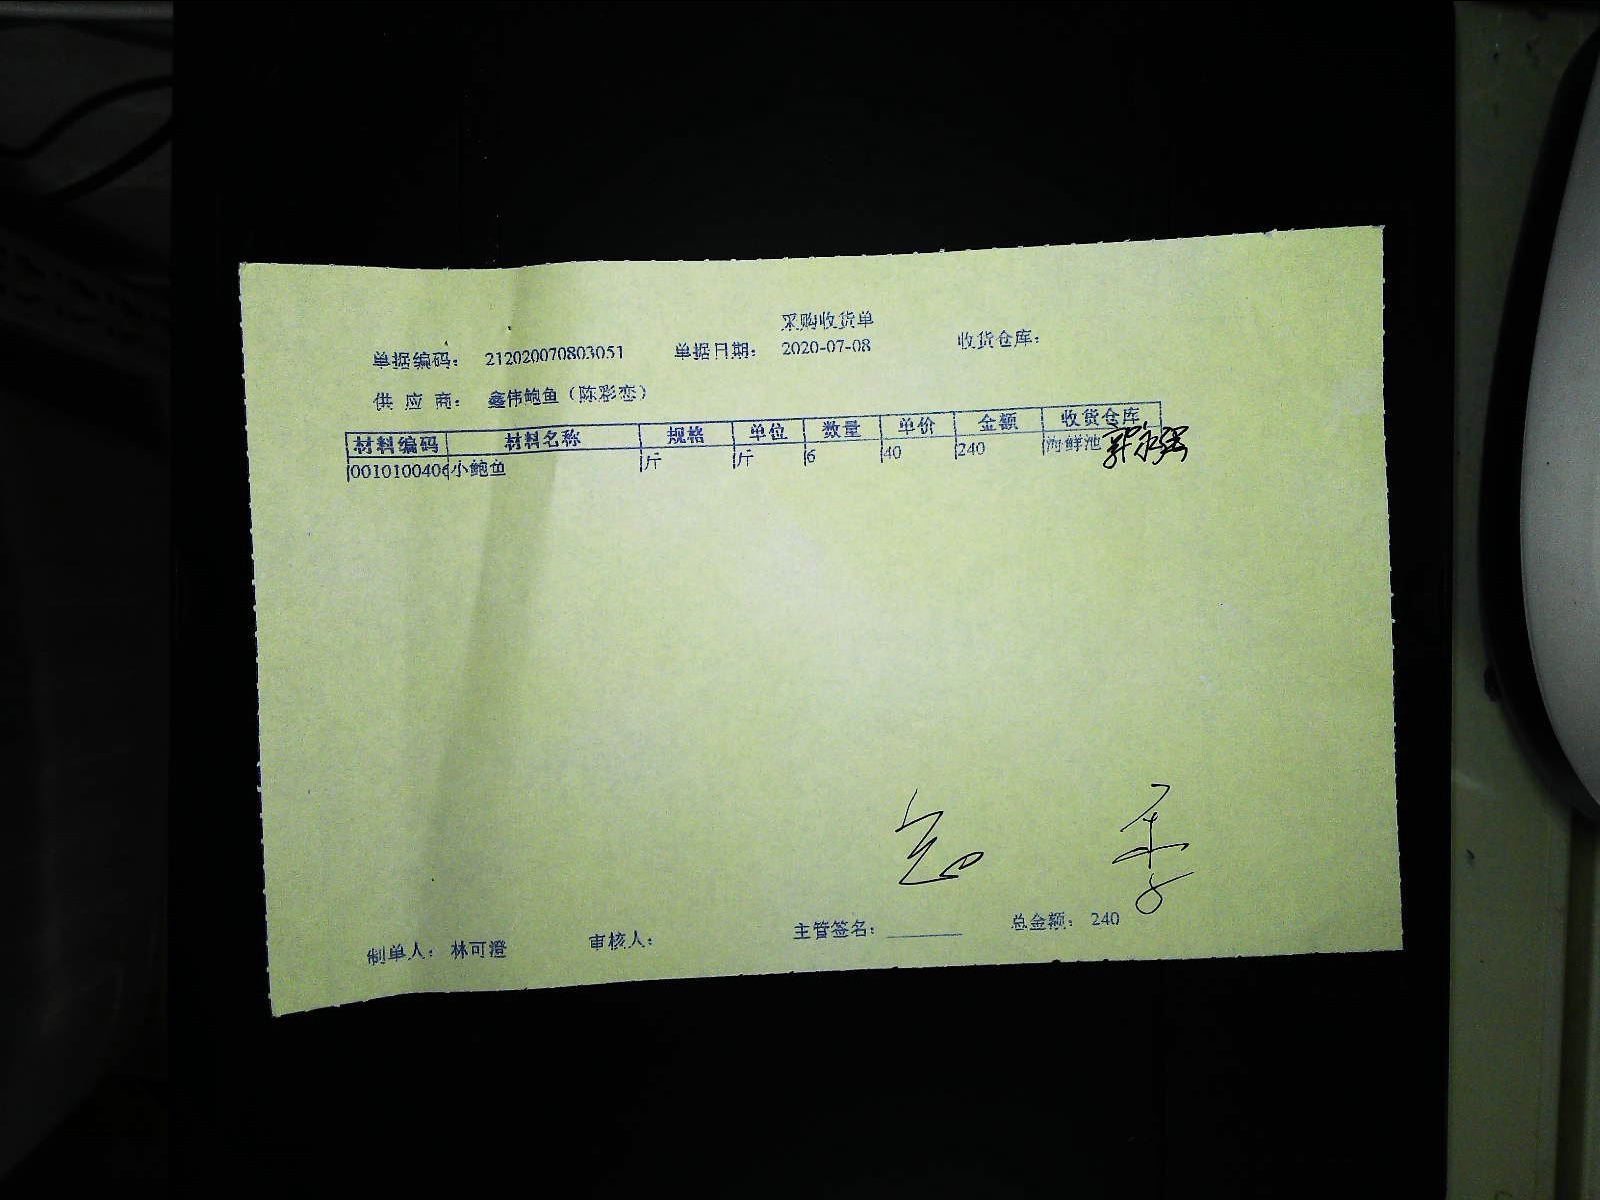 采购收货单
单据编码： 212020070803051 单据日期： 2020-07-08 收货仓库：
供 应 商： 鑫伟鲍鱼（陈彩恋）
材料编码 材料名称 规格 单位 数量 单价 金额 收货仓库
0010100406 小鲍鱼 斤 斤 6 40 240 海鲜池
制单人： 林可澄 审核人： 主管签名： ________ 总金额： 240